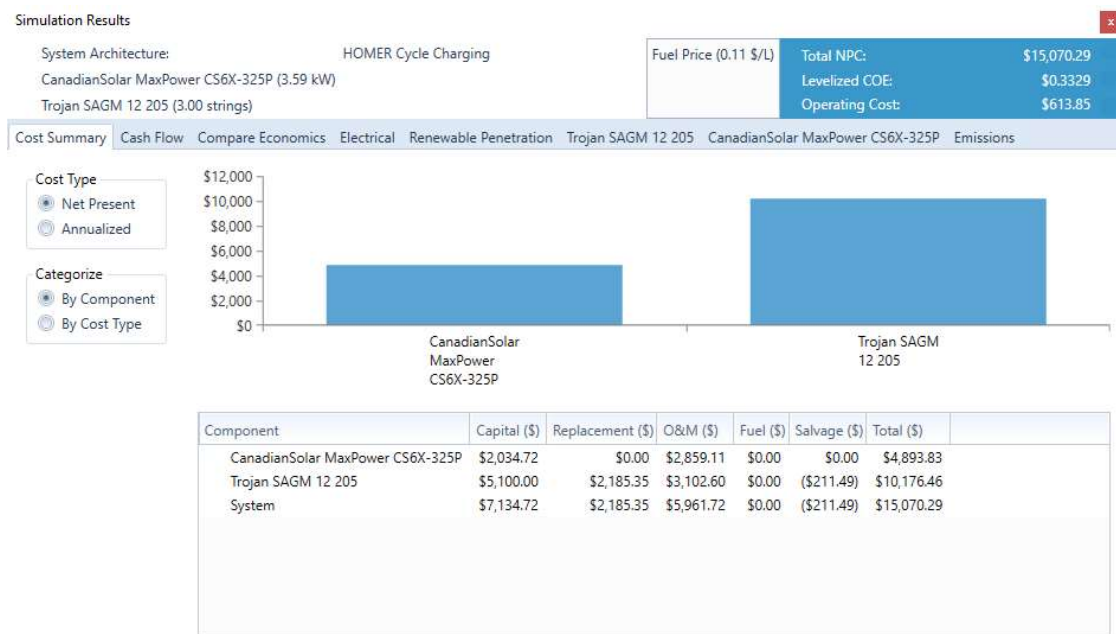 Simulation Results
x
System Architecture: HOMER Cycle Charging
CanadianSolar MaxPower CS6X-325P (3.59 kW)
Trojan SAGM 12 205 (3.00 strings)
Fuel Price (0.11 $/L)
Total NPC: $15,070.29
Levelized COE: $0.3329
Operating Cost: $613.85
Cost Summary Cash Flow Compare Economics Electrical Renewable Penetration Trojan SAGM 12 205 CanadianSolar MaxPower CS6X-325P Emissions
Cost Type
Net Present
Annualized
Categorize
By Component
By Cost Type
$12,000
$10,000
$8,000
$6,000
$4,000
$2,000
$0
CanadianSolar
MaxPower
CS6X-325P
Trojan SAGM
12 205
Component Capital ($) Replacement ($) O&M ($) Fuel ($) Salvage ($) Total ($)
CanadianSolar MaxPower CS6X-325P $2,034.72 $0.00 $2,859.11 $0.00 $0.00 $4,893.83
Trojan SAGM 12 205 $5,100.00 $2,185.35 $3,102.60 $0.00 ($211.49) $10,176.46
System $7,134.72 $2,185.35 $5,961.72 $0.00 ($211.49) $15,070.29